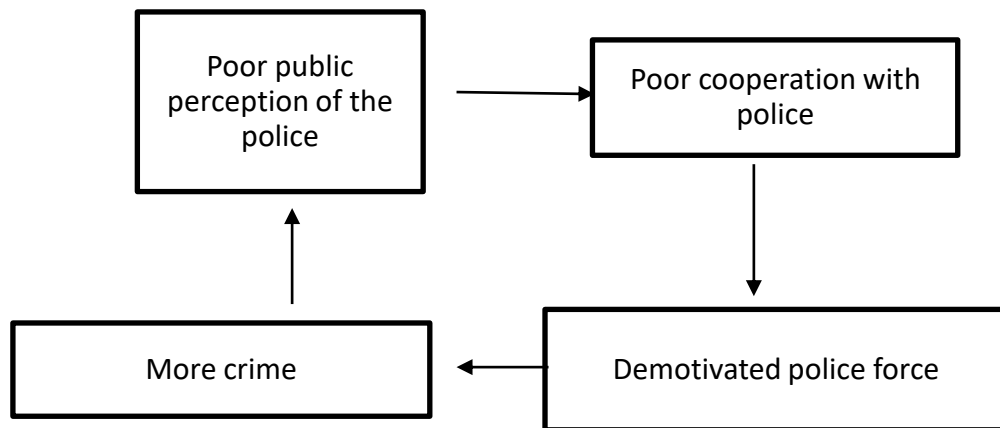 Poor public
perception of the
police
Poor cooperation with
police
More crime
Demotivated police force